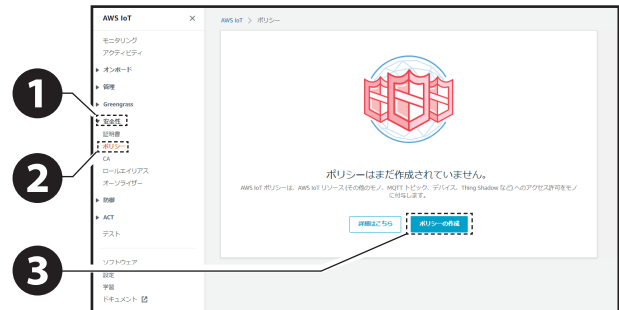 AWS IoT ×
モニタリング
アクティビティ
オンボード
管理
Greengrass
安全性
証明書
ポリシー
CA
ロールエイリアス
オーソライザー
防御
ACT
テスト
ソフトウェア
設定
学習
ドキュメント
1
2
3
AWS IoT > ポリシー
ポリシーはまだ作成されていません。
AWS IoT ポリシーは、AWS IoT リソース (その他のモノ、MQTT トピック、デバイス、Thing Shadow など) へのアクセス許可をモノ
に付与します。
詳細はこちら
ポリシーの作成